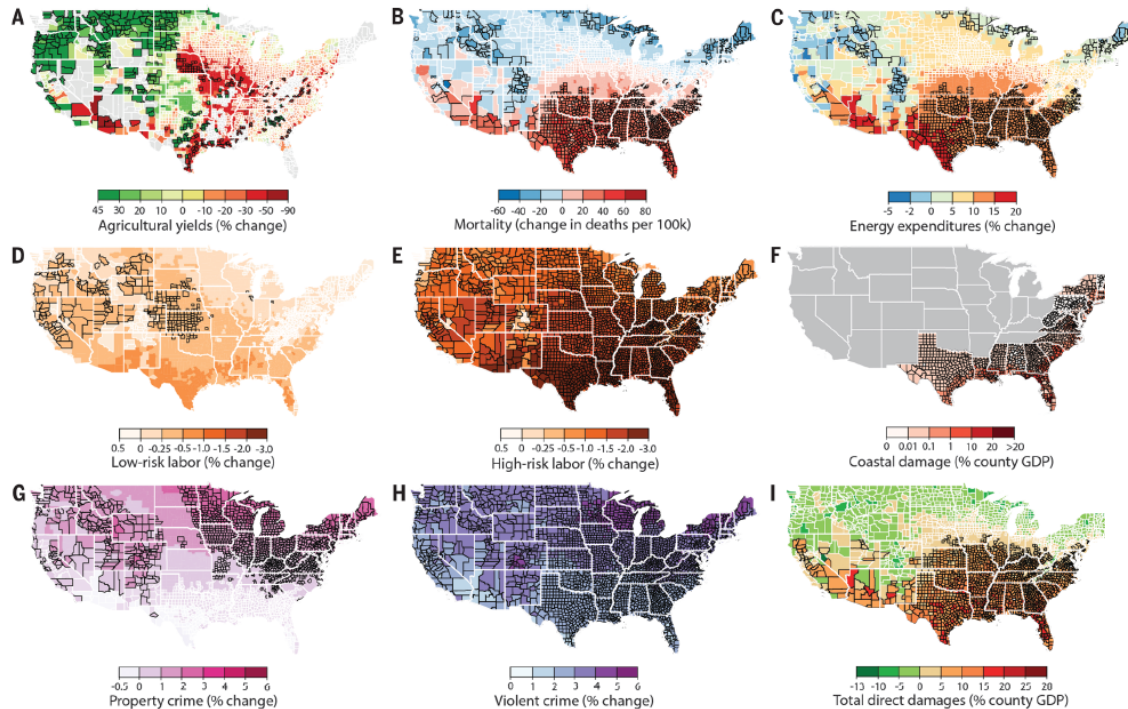 A B C
45 30 20 10 0 -10 -20 -30 -50 -90
Agricultural yields (% change)
-60 -40 -20 0 20 40 60 80
Mortality (change in deaths per 100k)
-5 -2 0 5 10 15 20
Energy expenditures (% change)
D E F
0.5 0 -0.25 -0.5 -1.0 -1.5 -2.0 -3.0
Low-risk labor (% change)
0.5 0 -0.25 -0.5 -1.0 -1.5 -2.0 -3.0
High-risk labor (% change)
0 0.01 0.1 1 10 20 >20
Coastal damage (% county GDP)
G H I
-0.5 0 1 2 3 4 5 6
Property crime (% change)
0 1 2 3 4 5 6
Violent crime (% change)
-13 -10 -5 0 5 10 15 20 25 28
Total direct damages (% county GDP)